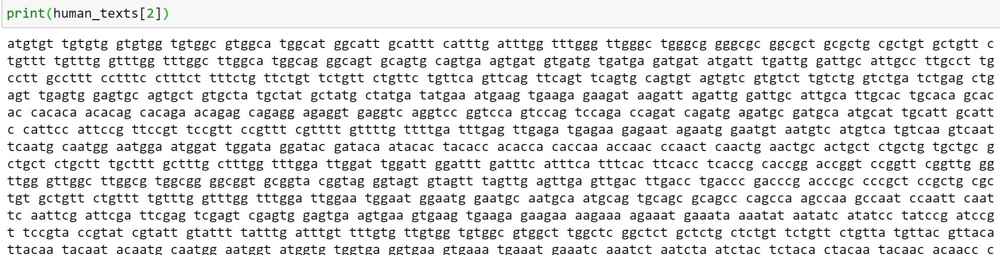 print(human_texts[2])
atgtgt tgtgtg gtgtgg tgtggc gtggca tggcat ggcatt gcattt catttg atttgg tttggg ttgggc tgggcg gggcgc ggcgct gcgctg cgctgt gctgtt c
tgttt tgtttg gtttgg tttggc ttggca tggcag ggcagt gcagtg cagtga agtgat gtgatg tgatga gatgat atgatt tgattg gattgc attgcc ttgcct tg
cctt gccttt cctttc ctttct tttctg ttctgt tctgtt ctgttc tgttca gttcag ttcagt tcagtg cagtgt agtgtc gtgtct tgtctg gtctga tctgag ctg
agt tgagtg gagtgc agtgct gtgcta tgctat gctatg ctatga tatgaa atgaag tgaaga gaagat aagatt agattg gattgc attgca ttgcac tgcaca gcac
ac cacaca acacag cacaga acagag cagagg agaggt gaggtc aggtcc ggtcca gtccag tccaga ccagat cagatg agatgc gatgca atgcat tgcatt gcatt
c cattcc attccg ttccgt tccgtt ccgttt cgtttt gttttg ttttga tttgag ttgaga tgagaa gagaat agaatg gaatgt aatgtc atgtca tgtcaa gtcaat
tcaatg caatgg aatgga atggat tggata ggatac gataca atacac tacacc acacca caccaa accaac ccaact caactg aactgc actgct ctgctg tgctgc g
ctgct ctgctt tgcttt gctttg ctttgg tttgga ttggat tggatt ggattt gatttc atttca tttcac ttcacc tcaccg caccgg accggt ccggtt cggttg gg
ttgg gttggc ttggcg tggcgg ggcggt gcggta cggtag ggtagt gtagtt tagttg agttga gttgac ttgacc tgaccc gacccg acccgc cccgct ccgctg cgc
tgt gctgtt ctgttt tgtttg gtttgg tttgga ttggaa tggaat ggaatg gaatgc aatgca atgcag tgcagc gcagcc cagcca agccaa gccaat ccaatt caat
tc aattcg attcga ttcgag tcgagt cgagtg gagtga agtgaa gtgaag tgaaga gaagaa aagaaa agaaat gaaata aaatat aatatc atatcc tatccg atccg
t tccgta ccgtat cgtatt gtattt tatttg atttgt tttgtg ttgtgg tgtggc gtggct tggctc ggctct gctctg ctctgt tctgtt ctgtta tgttac gttaca
ttacaa tacaat acaatg caatgg aatggt atggtg tggtga ggtgaa gtgaaa tgaaat gaaatc aaatct aatcta atctac tctaca ctacaa tacaac acaacc c